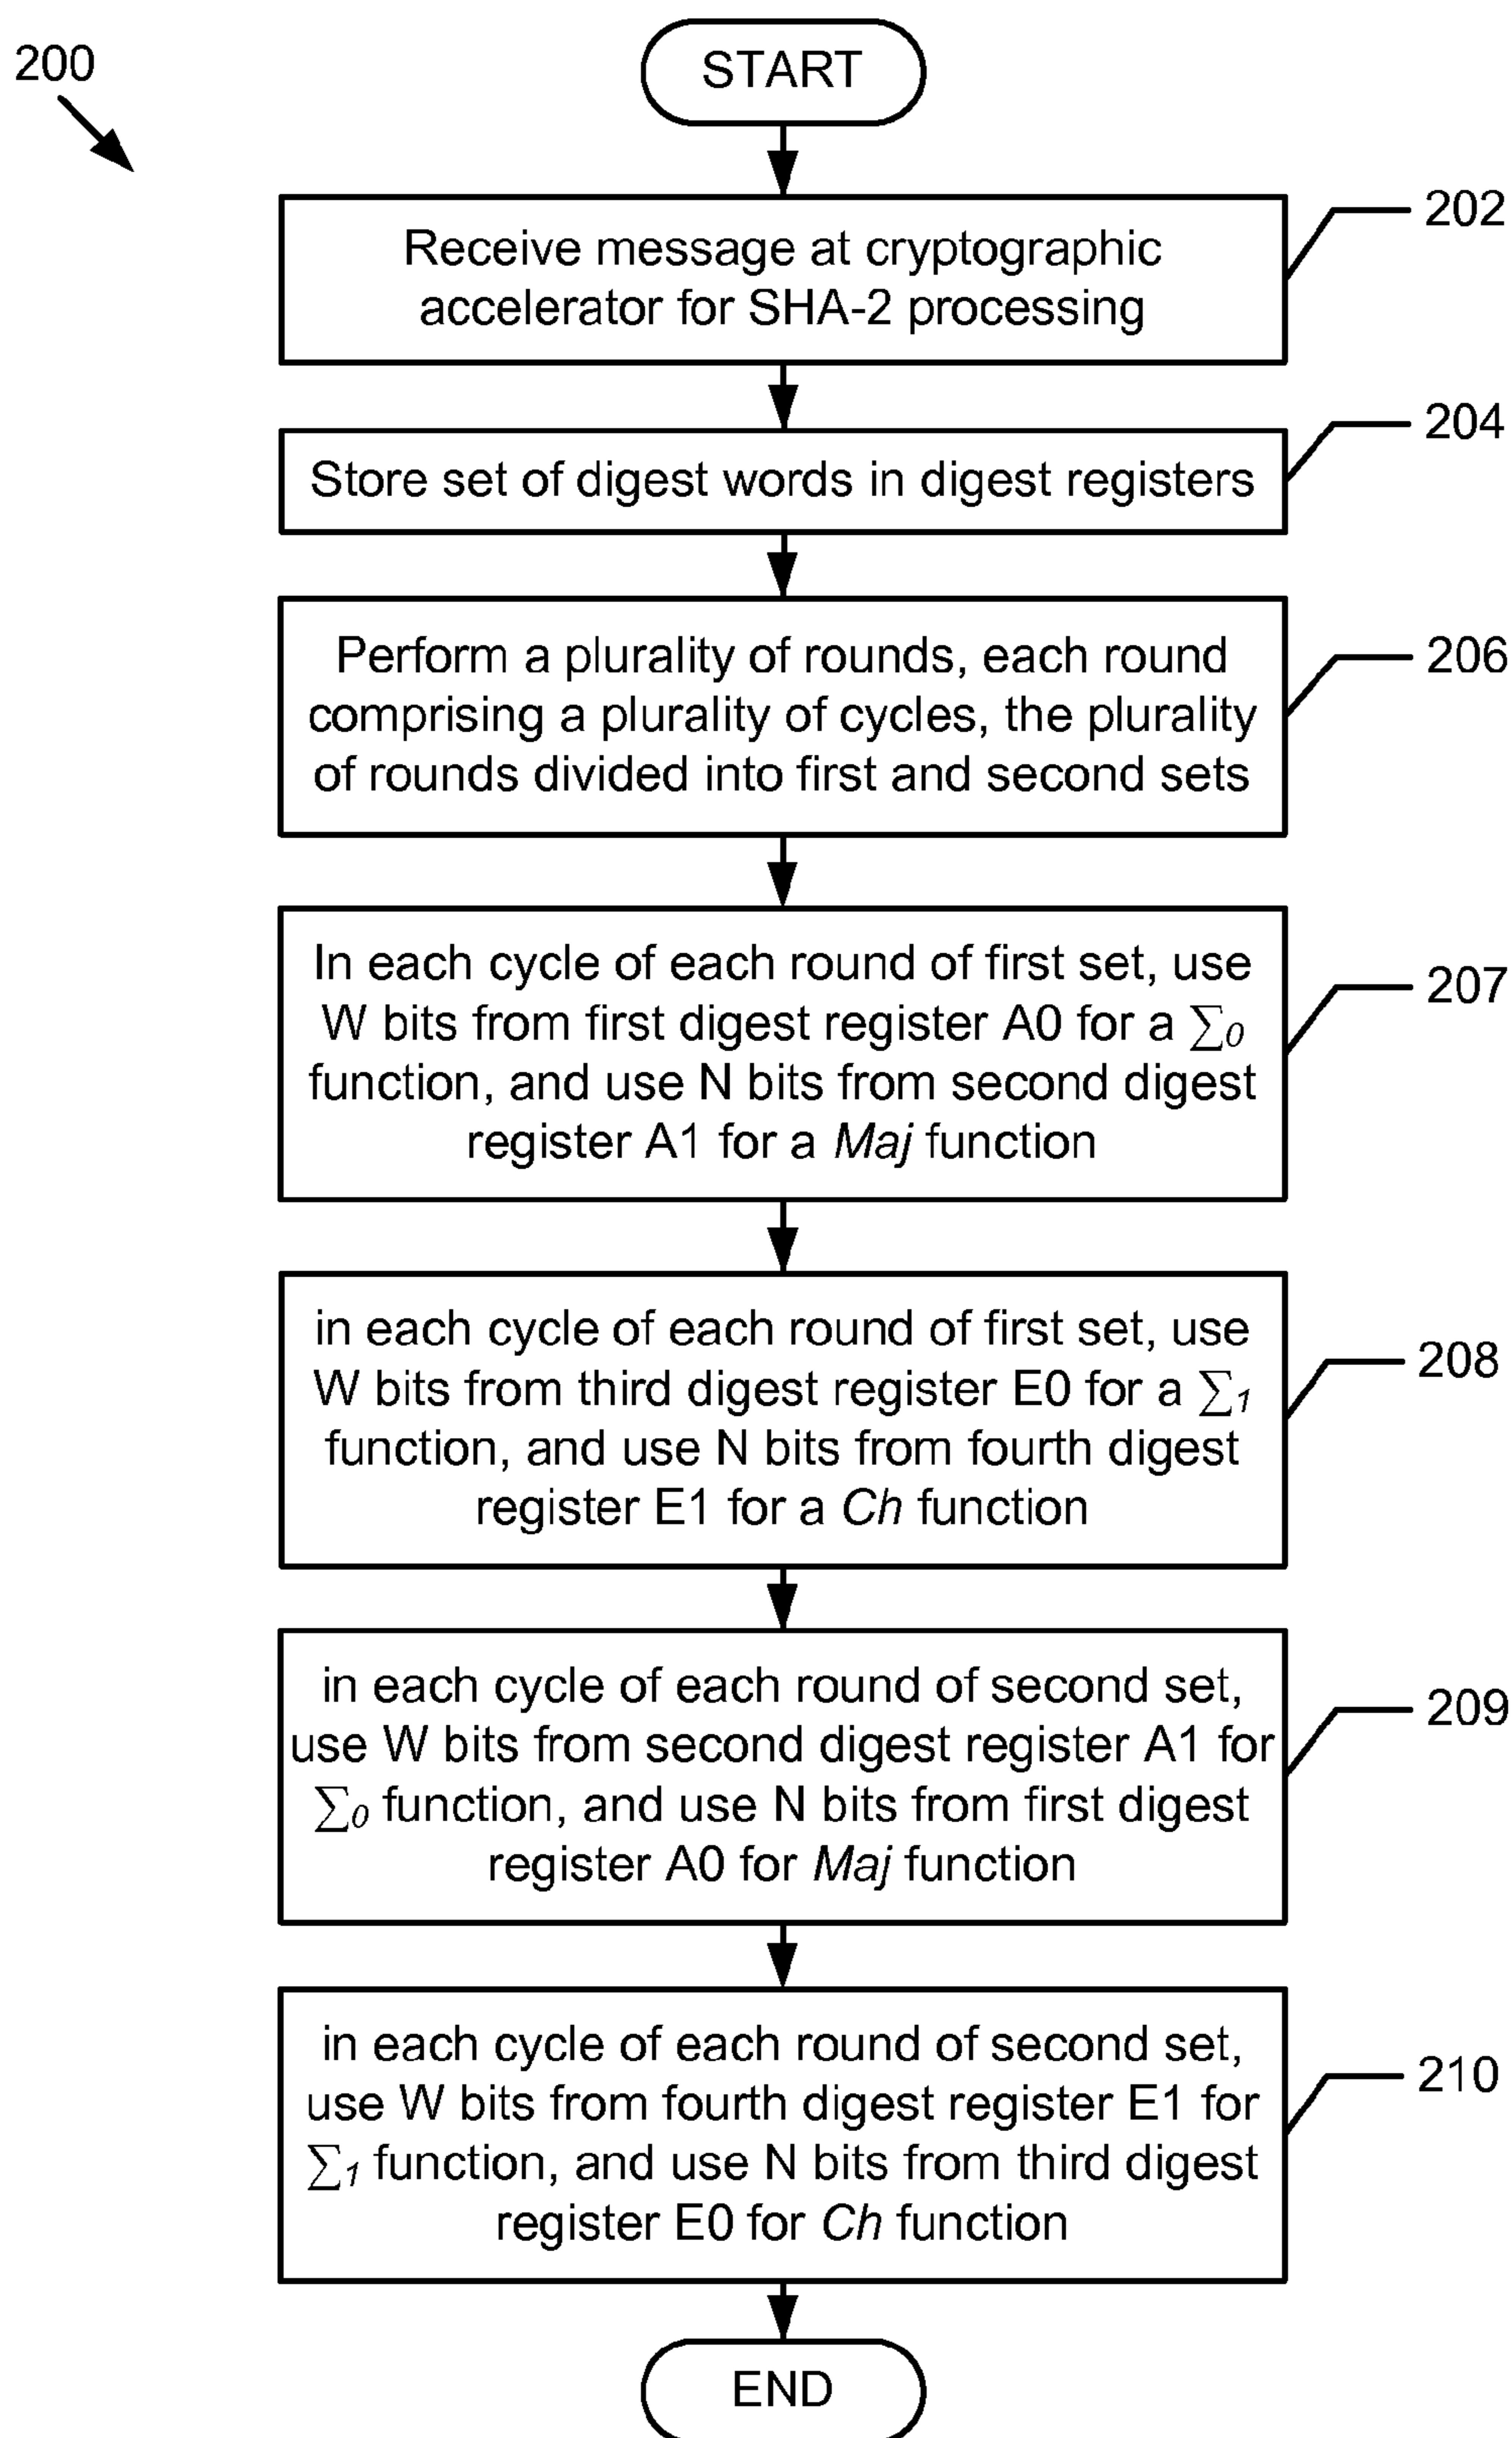 200
START
202
Receive message at cryptographic
accelerator for SHA-2 processing
204
Store set of digest words in digest registers
206
Perform a plurality of rounds, each round
comprising a plurality of cycles, the plurality
of rounds divided into first and second sets
207
In each cycle of each round of first set, use
W bits from first digest register A0 for a ∑0
function, and use N bits from second digest
register A1 for a Maj function
208
in each cycle of each round of first set, use
W bits from third digest register E0 for a ∑1
function, and use N bits from fourth digest
register E1 for a Ch function
209
in each cycle of each round of second set,
use W bits from second digest register A1 for
∑0 function, and use N bits from first digest
register A0 for Maj function
210
in each cycle of each round of second set,
use W bits from fourth digest register E1 for
∑1 function, and use N bits from third digest
register E0 for Ch function
END